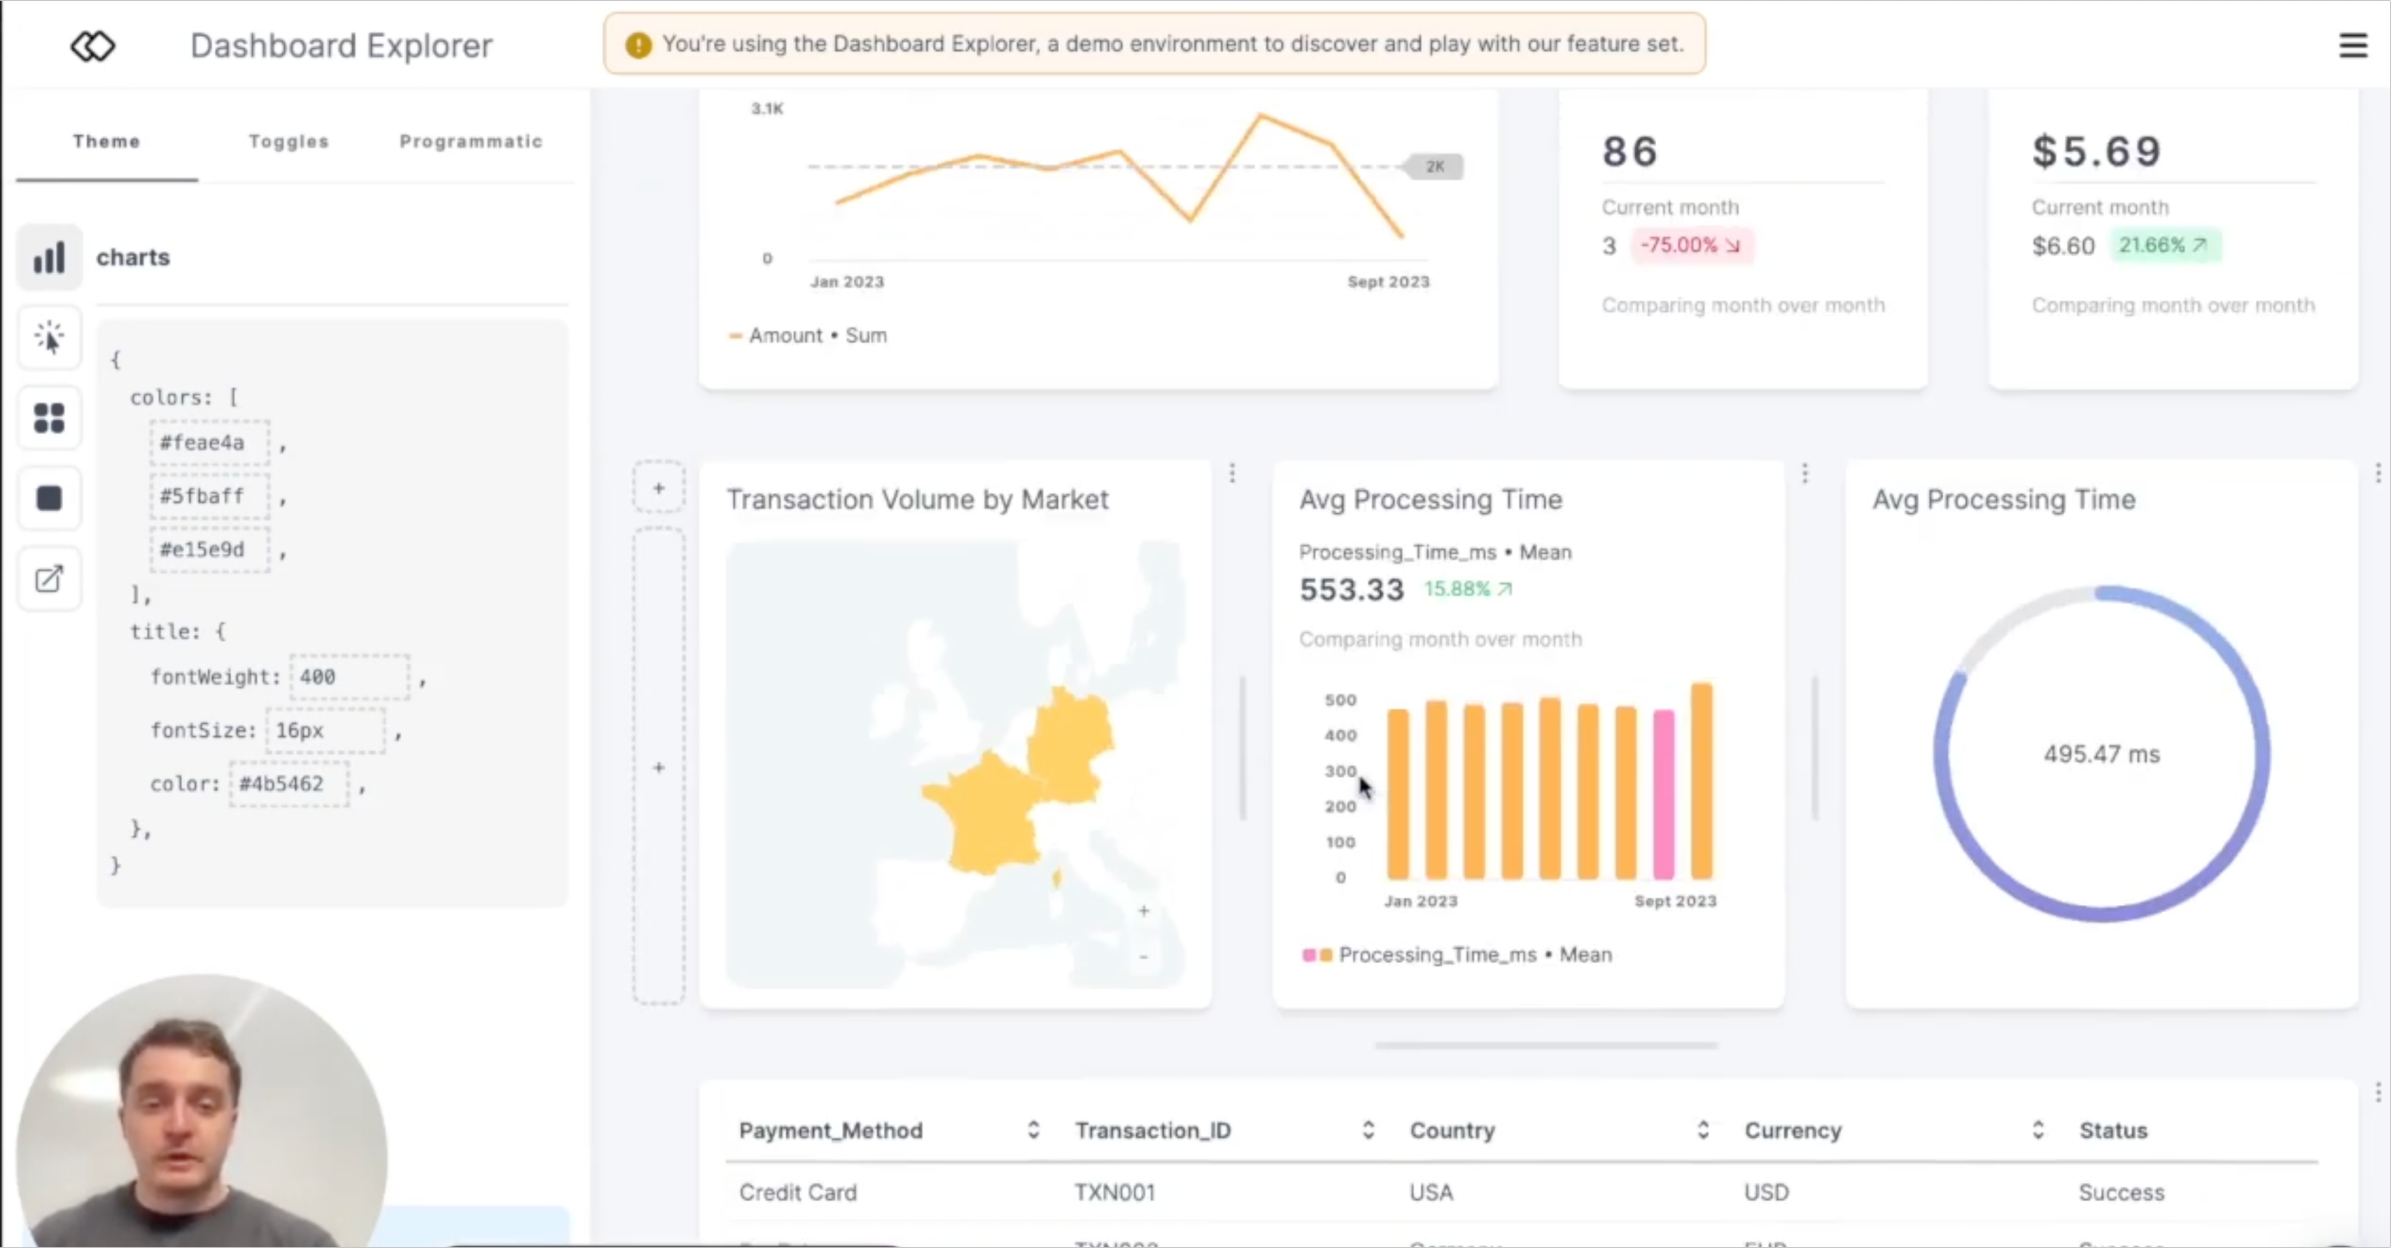 Dashboard Explorer
You're using the Dashboard Explorer, a demo environment to discover and play with our feature set.
Theme Toggles Programmatic
charts
{
colors: [
#feae4a ,
#5fbaff ,
#e15e9d ,
],
title: {
fontWeight: 400 ,
fontSize: 16px ,
color: #4b5462 ,
},
}
3.1K
2K
0
Jan 2023 Sept 2023
Amount • Sum
86
Current month
3 -75.00% ↘
Comparing month over month
$5.69
Current month
$6.60 21.66% ↗
Comparing month over month
+
+
Transaction Volume by Market
+
-
Avg Processing Time
Processing_Time_ms • Mean
553.33 15.88% ↗
Comparing month over month
500
400
300
200
100
0
Jan 2023 Sept 2023
Processing_Time_ms • Mean
Avg Processing Time
495.47 ms
Payment_Method Transaction_ID Country Currency Status
Credit Card TXN001 USA USD Success